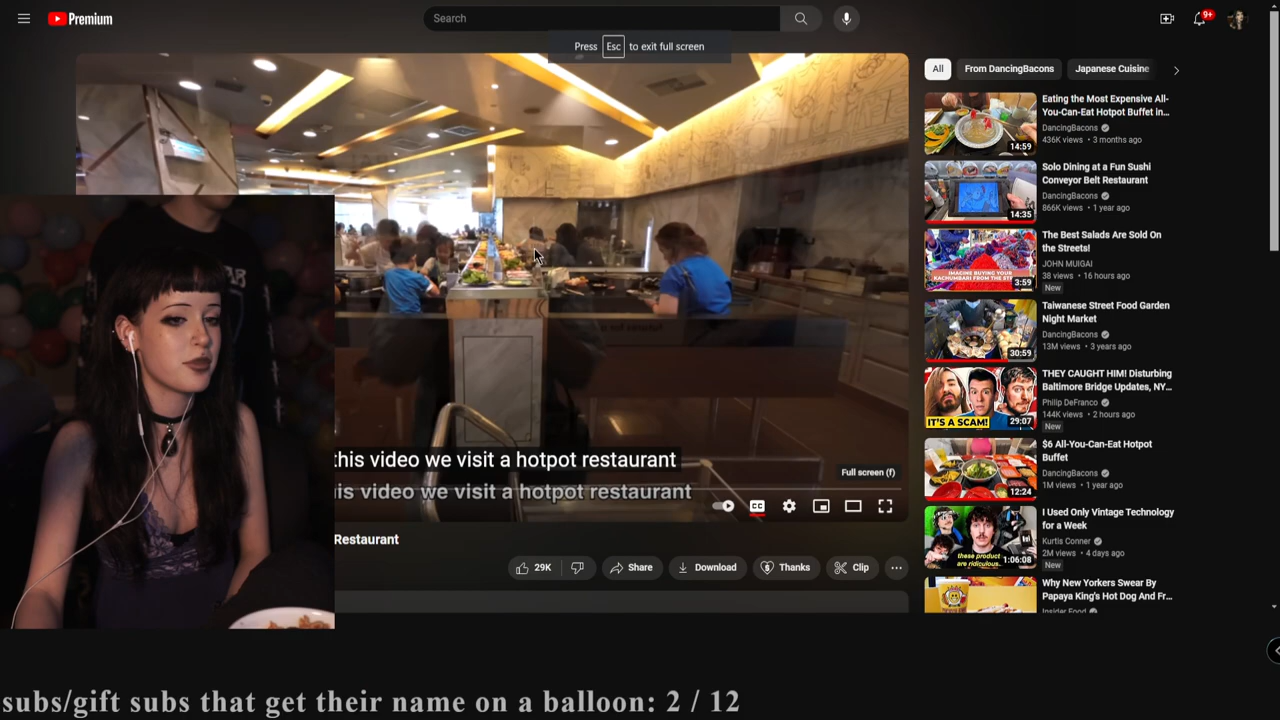 Premium
Search
9+
Press Esc to exit full screen
All
From DancingBacons
Japanese Cuisine
Eating the Most Expensive All-
You-Can-Eat Hotpot Buffet in...
DancingBacons
436K views • 3 months ago
14:59
Solo Dining at a Fun Sushi
Conveyor Belt Restaurant
DancingBacons
866K views • 1 year ago
14:35
The Best Salads Are Sold On
the Streets!
JOHN MUIGAI
38 views • 16 hours ago
New
IMAGINE BUYING YOUR
KACHUMBARI FROM THE
3:59
Taiwanese Street Food Garden
Night Market
DancingBacons
13M views • 3 years ago
30:59
THEY CAUGHT HIM! Disturbing
Baltimore Bridge Updates, NY...
Philip DeFranco
144K views • 2 hours ago
New
IT'S A SCAM!
29:07
$6 All-You-Can-Eat Hotpot
Buffet
DancingBacons
1M views • 1 year ago
12:24
I Used Only Vintage Technology
for a Week
Kurtis Conner
2M views • 4 days ago
New
these product
are ridiculous..
1:06:08
Why New Yorkers Swear By
Papaya King's Hot Dog And Fr...
Insider Food
this video we visit a hotpot restaurant
is video we visit a hotpot restaurant
Full screen (f)
CC
Restaurant
29K
Share
Download
Thanks
Clip
subs/gift subs that get their name on a balloon: 2 / 12